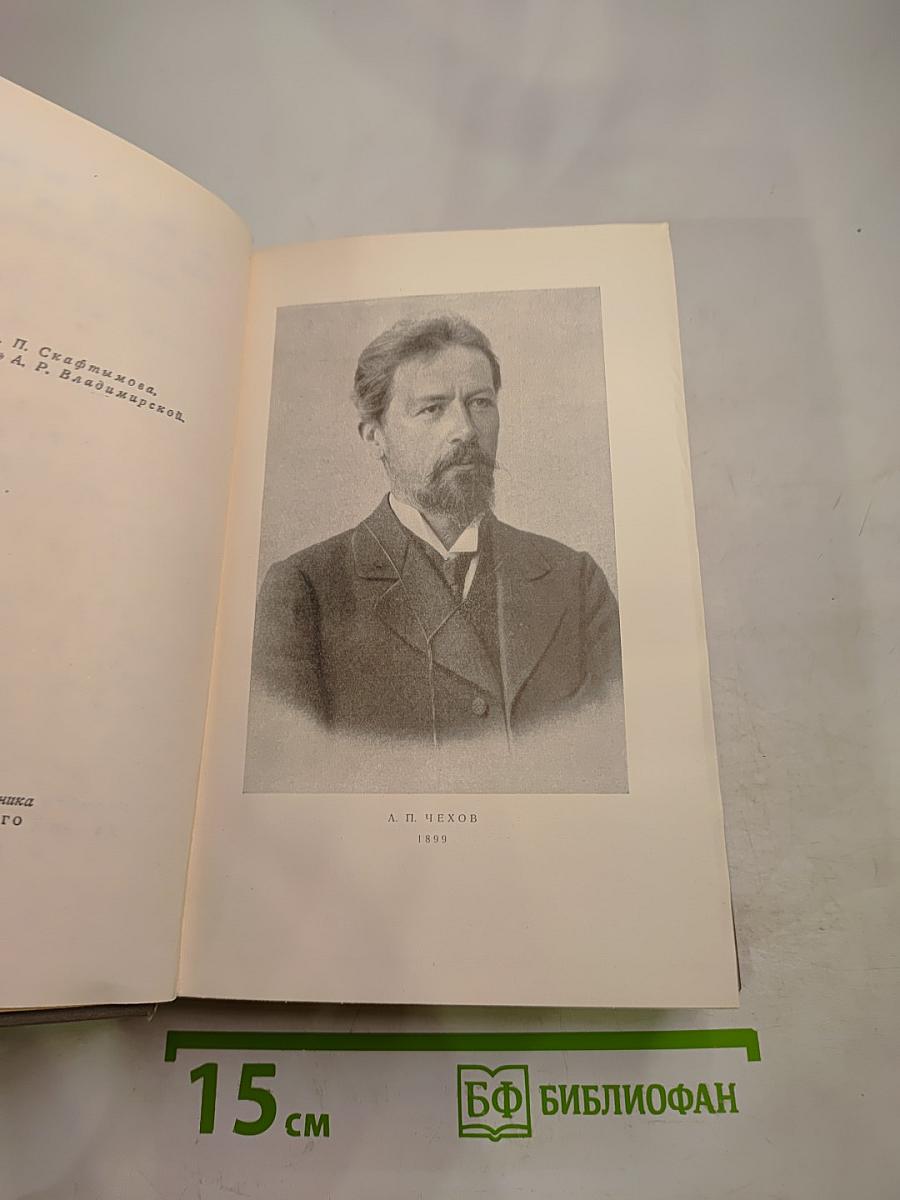 П. Скафтымова,
А. Р. Владимирской.
ника
ГО
А. П. ЧЕХОВ
1899
15 см
БФ БИБЛИОФАН